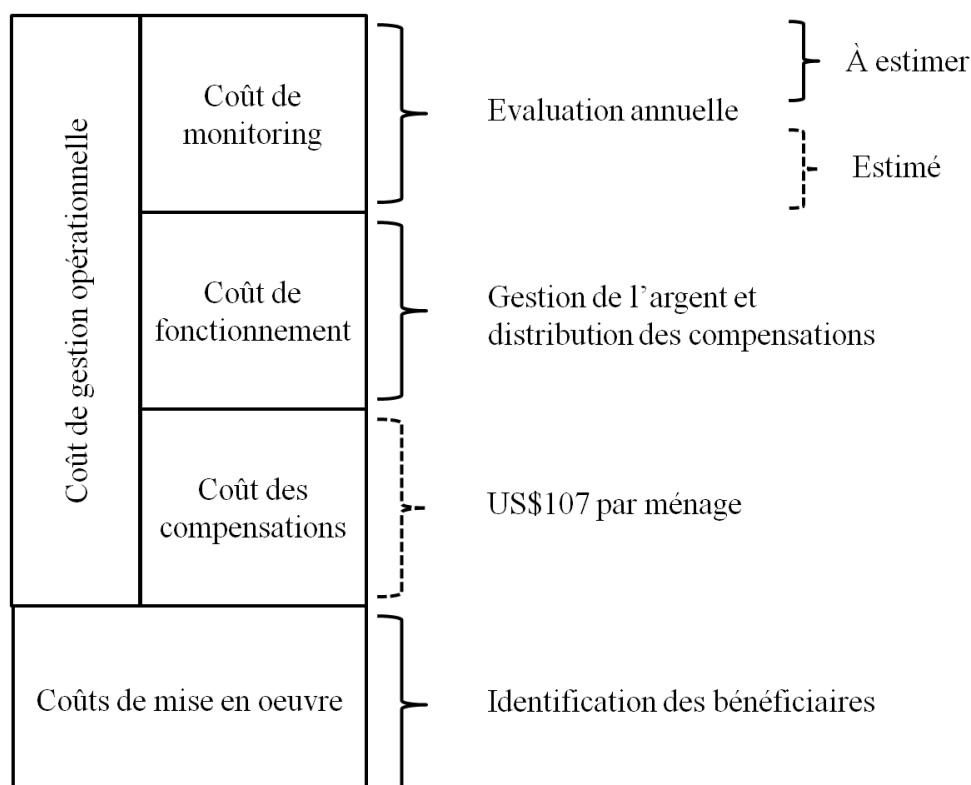 Coût de gestion opérationnelle
Coût de
monitoring
Evaluation annuelle
À estimer
Estimé
Coût de
fonctionnement
Gestion de l’argent et
distribution des compensations
Coût des
compensations
US$107 par ménage
Coûts de mise en oeuvre
Identification des bénéficiaires